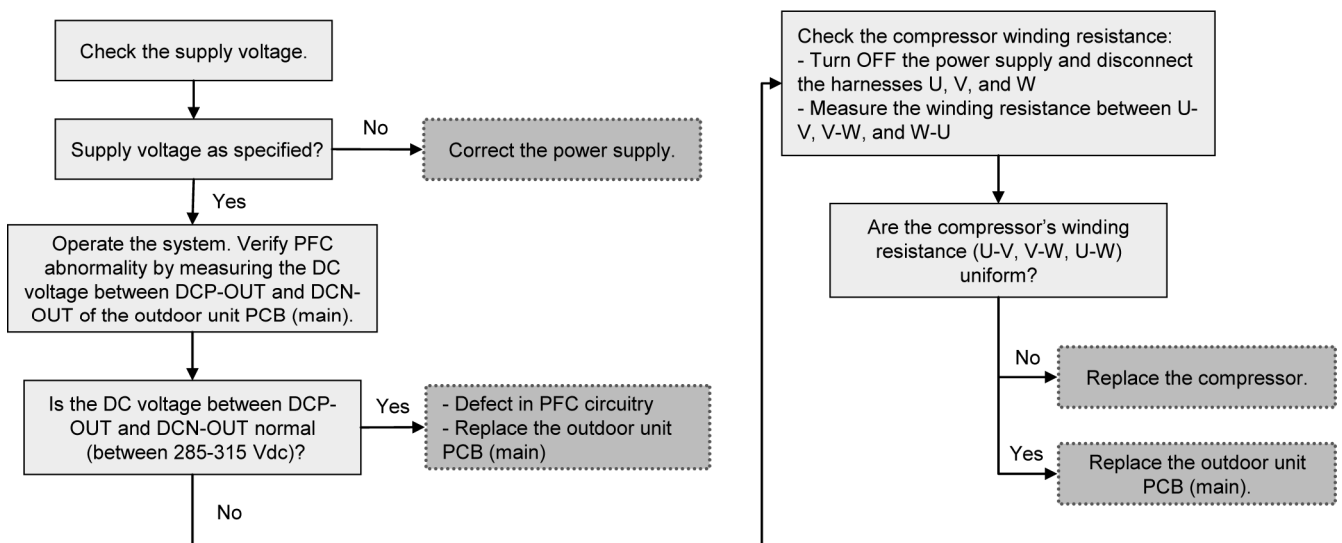 Check the supply voltage.
Supply voltage as specified?
No
Correct the power supply.
Yes
Operate the system. Verify PFC
abnormality by measuring the DC
voltage between DCP-OUT and DCN-
OUT of the outdoor unit PCB (main).
Is the DC voltage between DCP-
OUT and DCN-OUT normal
(between 285-315 Vdc)?
Yes
- Defect in PFC circuitry
- Replace the outdoor unit
PCB (main)
No
Check the compressor winding resistance:
- Turn OFF the power supply and disconnect
the harnesses U, V, and W
- Measure the winding resistance between U-
V, V-W, and W-U
Are the compressor’s winding
resistance (U-V, V-W, U-W)
uniform?
No
Replace the compressor.
Yes
Replace the outdoor unit
PCB (main).